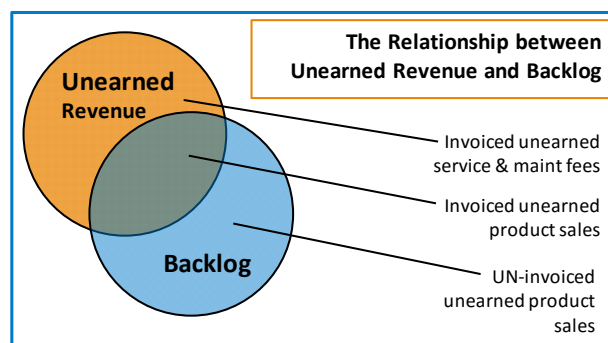 The Relationship between
Unearned Revenue and Backlog
Unearned
Revenue
Invoiced unearned
service & maint fees
Invoiced unearned
product sales
Backlog
UN-invoiced
unearned product
sales